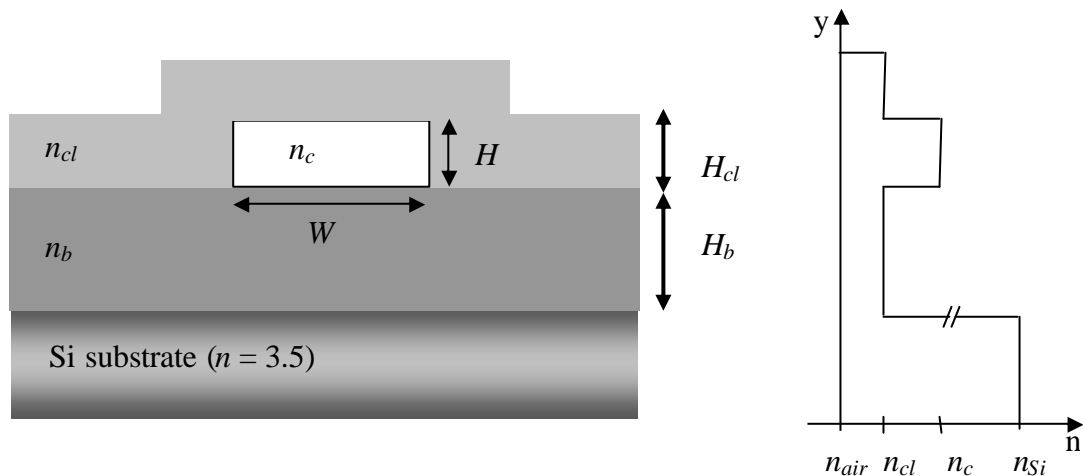 n_cl
n_c
H
W
H_cl
n_b
H_b
Si substrate (n = 3.5)
y
n
n_air n_cl n_c n_Si